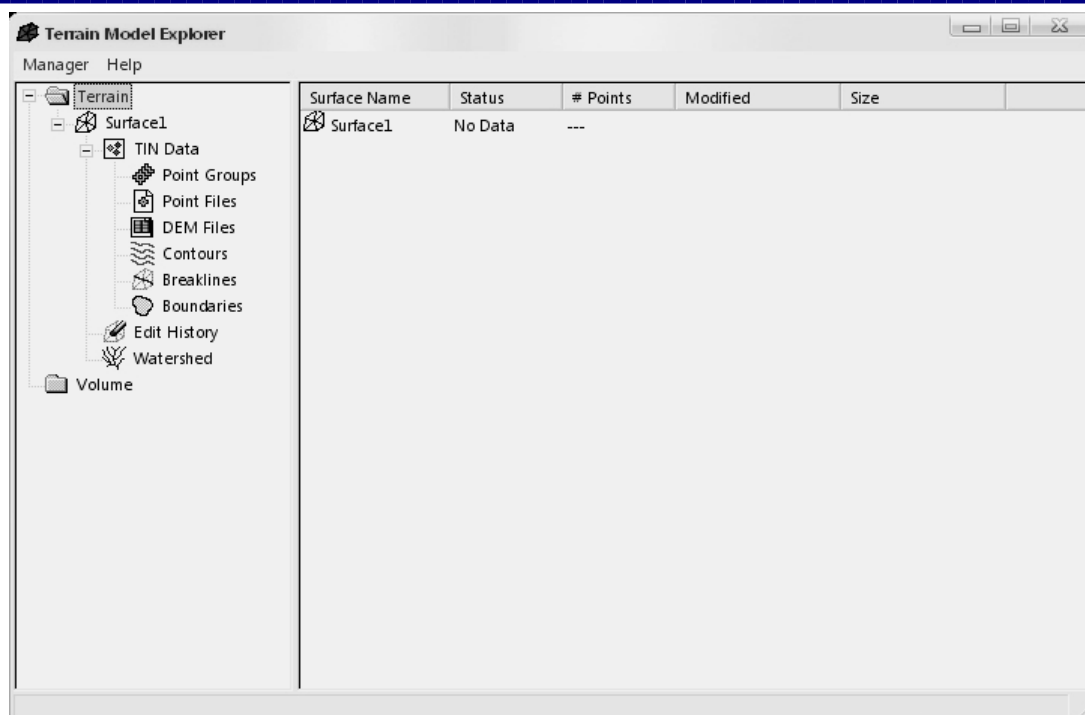 Terrain Model Explorer
Manager Help
Terrain
Surface1
TIN Data
Point Groups
Point Files
DEM Files
Contours
Breaklines
Boundaries
Edit History
Watershed
Volume
Surface Name Status # Points Modified Size
Surface1 No Data ---